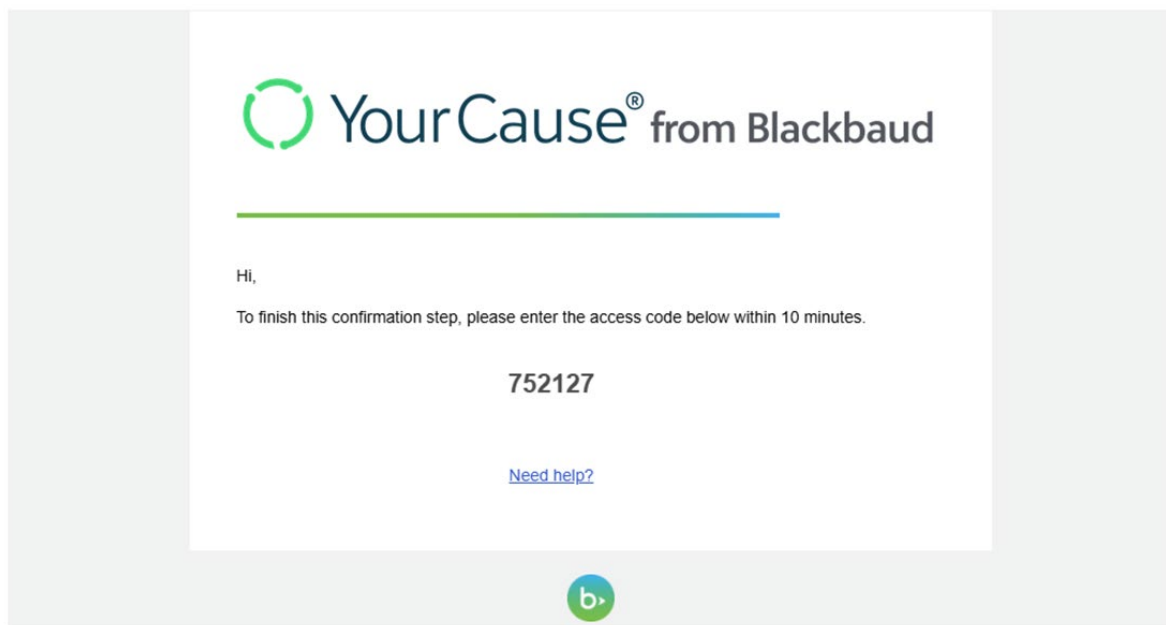 YourCause® from Blackbaud
Hi,
To finish this confirmation step, please enter the access code below within 10 minutes.
752127
Need help?
b